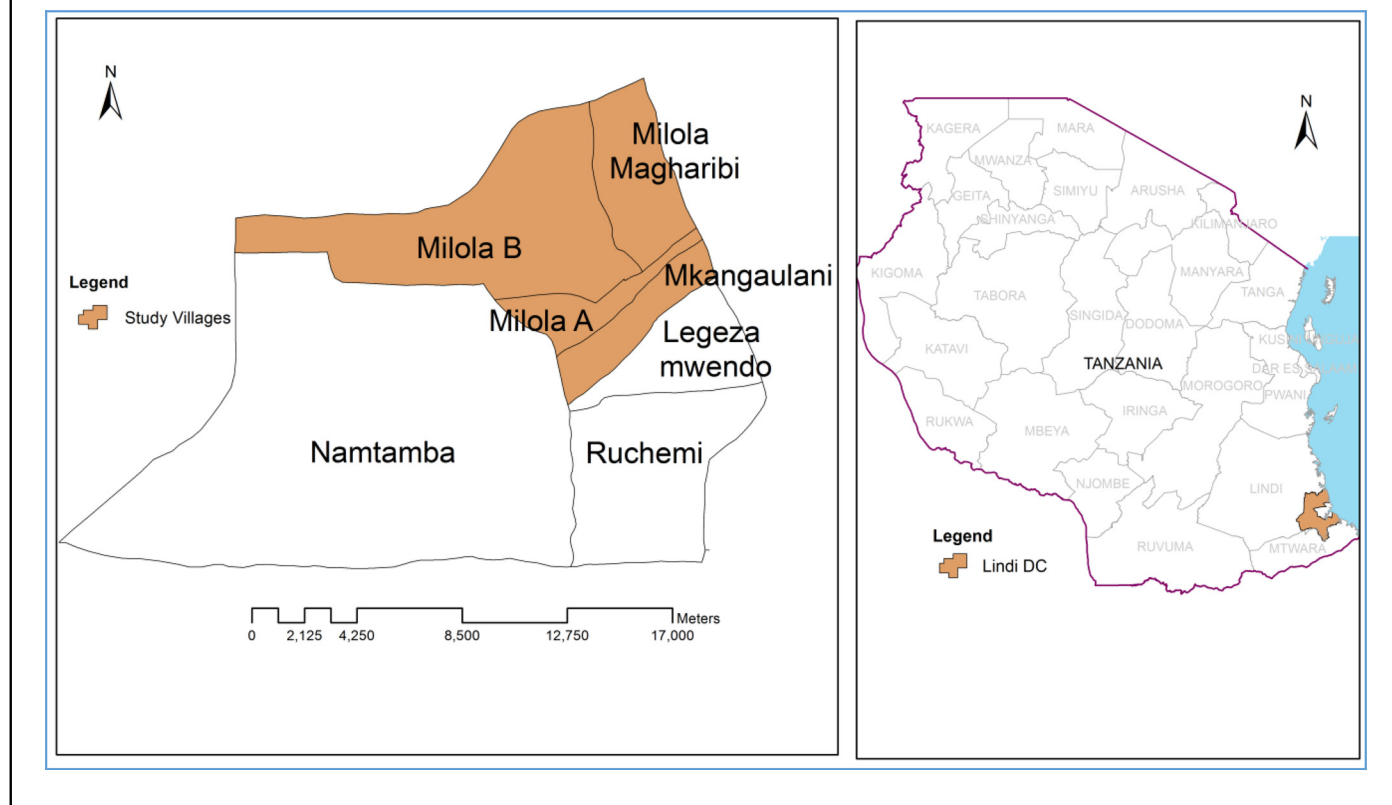 N
Milola
Magharibi
Milola B
Mkangaulani
Legend
Study Villages
Milola A
Legeza
mwendo
Namtamba
Ruchemi
Meters
0 2,125 4,250 8,500 12,750 17,000
N
KAGERA
MARA
MWANZA
GEITA
SIMIYU
ARUSHA
SHINYANGA
KILIMANJARO
KIGOMA
MANYARA
TABORA
TANGA
SINGIDA
DODOMA
KATAVI
TANZANIA
MOROGORO
DAR ES
PWANI
RUKWA
MBEYA
IRINGA
NJOMBE
LINDI
Legend
Lindi DC
RUVUMA
MTWARA